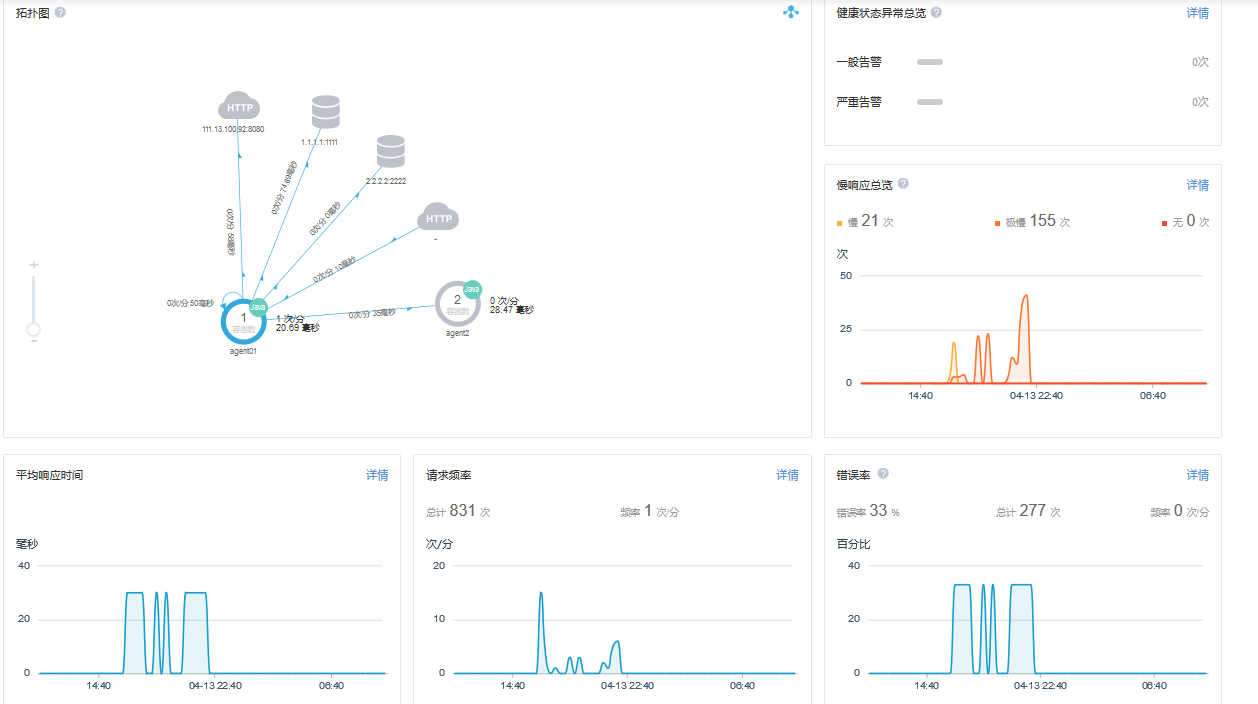 拓扑图 ?
HTTP
111.13.100.92:8080
1.1.1.1:1111
2.2.2.2:2222
HTTP
-
0次/分 68毫秒
0次/分 74.89毫秒
0次/分 0毫秒
0次/分 10毫秒
0次/分 50毫秒
0次/分 35毫秒
Java
1
容器数
1 次/分
20.69 毫秒
agent01
Java
2
容器数
0 次/分
28.47 毫秒
agent2
+
-
健康状态异常总览 ? 详情
一般告警 0次
严重告警 0次
慢响应总览 ? 详情
慢 21 次 极慢 155 次 无 0 次
次
50
25
0
14:40 04-13 22:40 06:40
平均响应时间 详情
毫秒
40
20
0
14:40 04-13 22:40 06:40
请求频率 详情
总计 831 次 频率 1 次/分
次/分
20
10
0
14:40 04-13 22:40 06:40
错误率 ? 详情
错误率 33 % 总计 277 次 频率 0 次/分
百分比
40
20
0
14:40 04-13 22:40 06:40